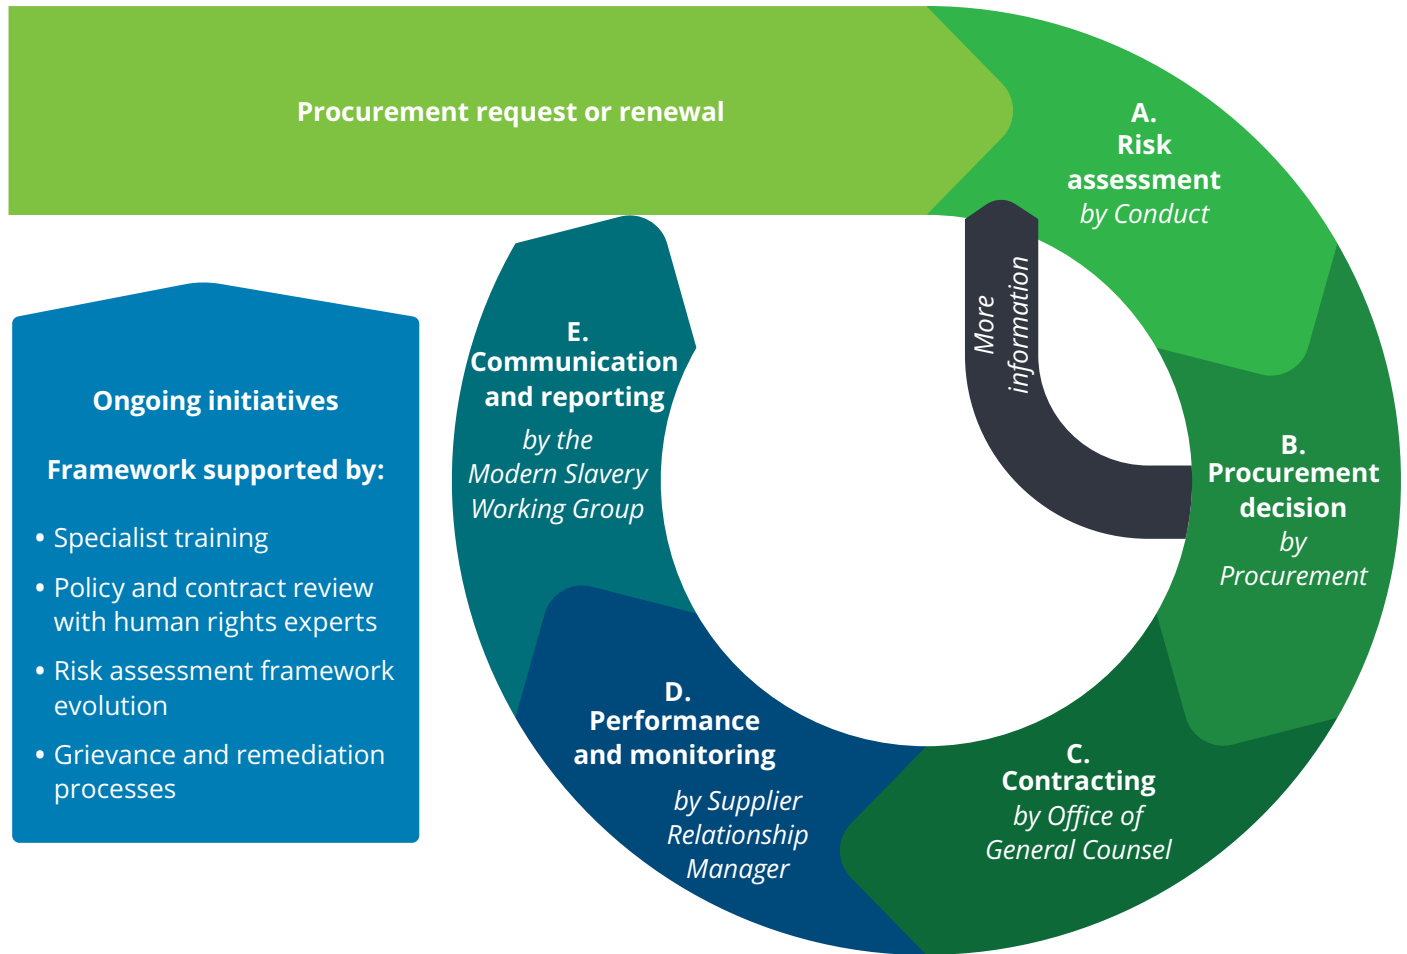 Procurement request or renewal
A.
Risk
assessment
by Conduct
More
information
B.
Procurement
decision
by
Procurement
C.
Contracting
by Office of
General Counsel
D.
Performance
and monitoring
by Supplier
Relationship
Manager
E.
Communication
and reporting
by the
Modern Slavery
Working Group
Ongoing initiatives
Framework supported by:
• Specialist training
• Policy and contract review
with human rights experts
• Risk assessment framework
evolution
• Grievance and remediation
processes